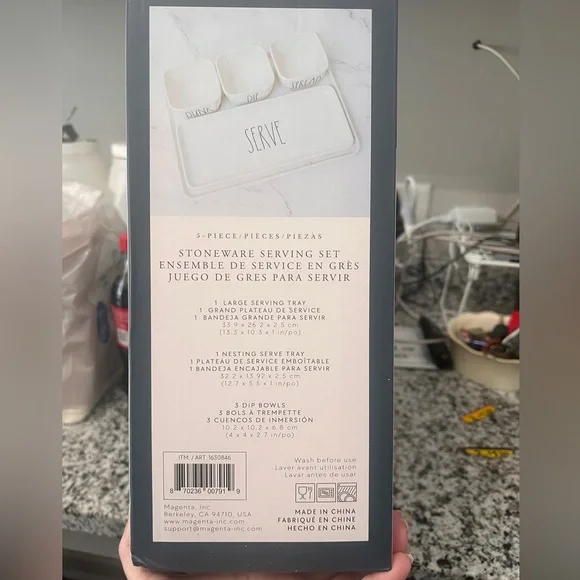 DUNK
DIP
SPREAD
SERVE
5-PIECE/PIÈCES/PIEZAS
STONEWARE SERVING SET
ENSEMBLE DE SERVICE EN GRÈS
JUEGO DE GRES PARA SERVIR
1 LARGE SERVING TRAY
1 GRAND PLATEAU DE SERVICE
1 BANDEJA GRANDE PARA SERVIR
33.9 x 26.2 x 2.5 cm
(13.3 x 10.3 x 1 in/po)
1 NESTING SERVE TRAY
1 PLATEAU DE SERVICE EMBOÎTABLE
1 BANDEJA ENCAJABLE PARA SERVIR
32.2 x 13.92 x 2.5 cm
(12.7 x 5.5 x 1 in/po)
3 DIP BOWLS
3 BOLS À TREMPETTE
3 CUENCOS DE INMERSIÓN
10.2 x 10.2 x 6.8 cm
(4 x 4 x 2.7 in/po)
ITM. / ART. 1630846
8 70236 00791 9
Magenta, Inc
Berkeley, CA 94710, USA
www.magenta-inc.com
support@magenta-inc.com
Wash before use
Laver avant utilisation
Lavar antes de usar
MADE IN CHINA
FABRIQUÉ EN CHINE
HECHO EN CHINA